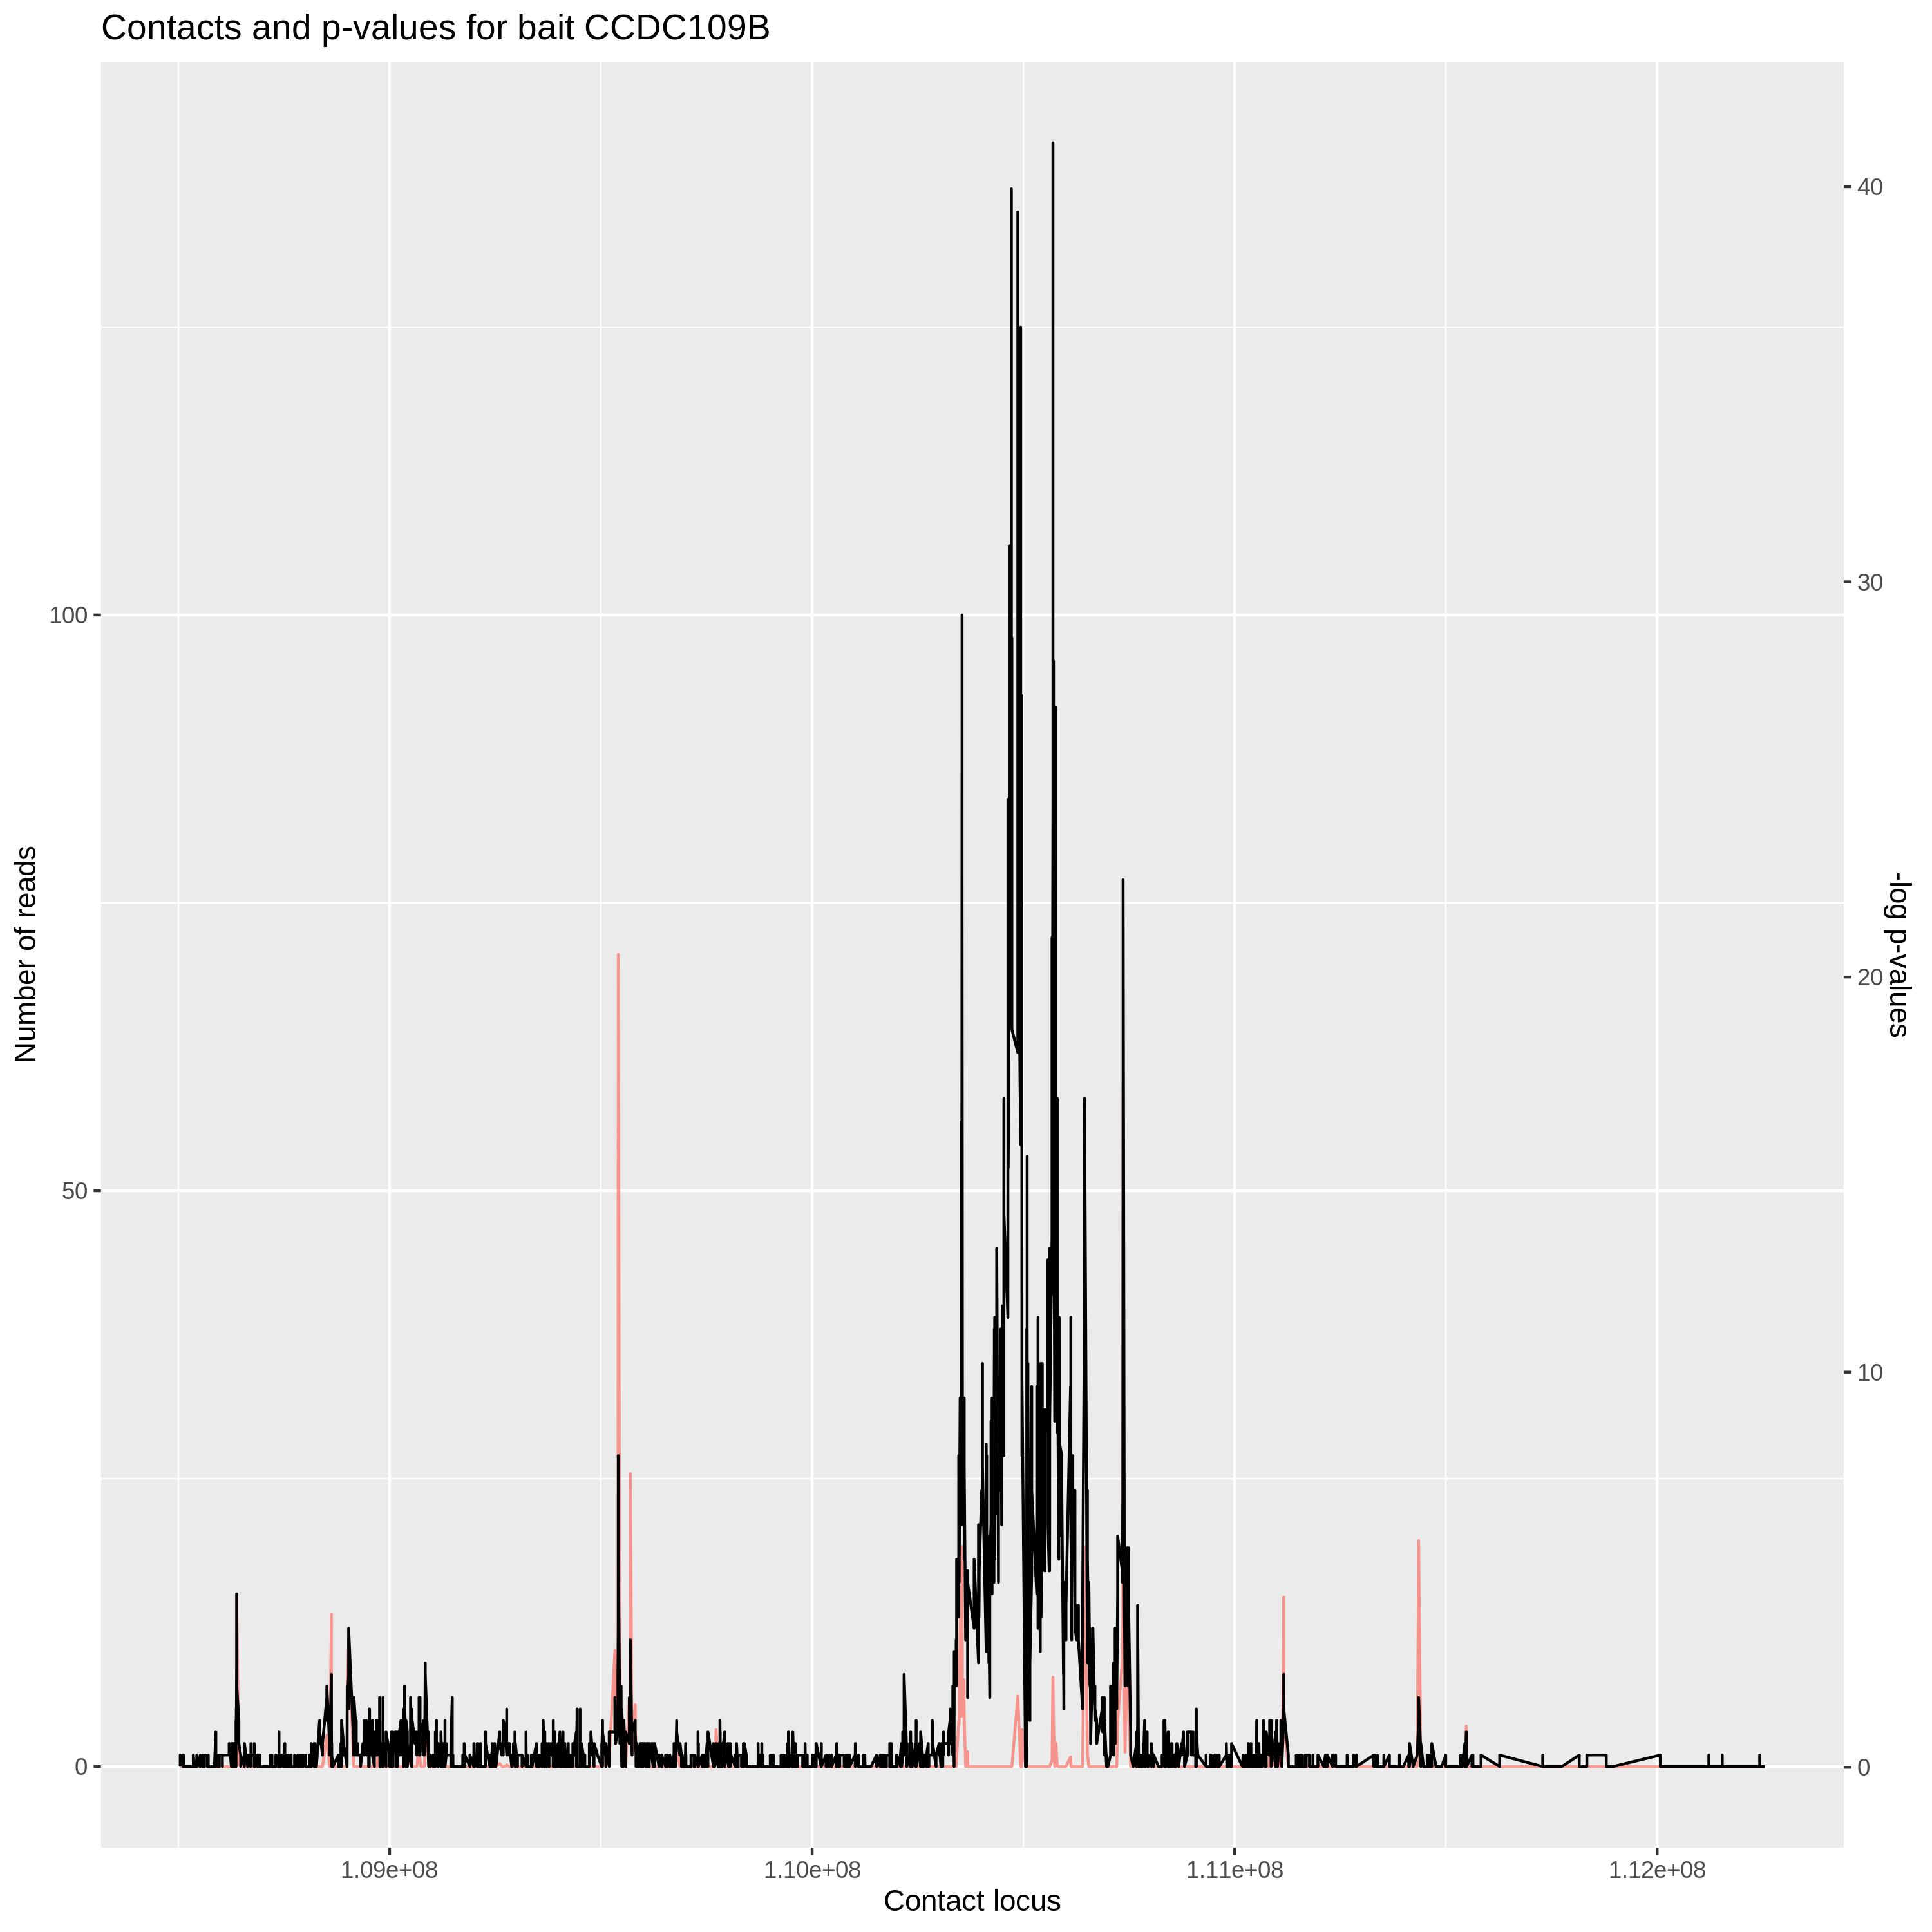 Contacts and p-values for bait CCDC109B
Number of reads
100
50
0
40
30
20
10
0
-log p-values
1.09e+08
1.10e+08
1.11e+08
1.12e+08
Contact locus